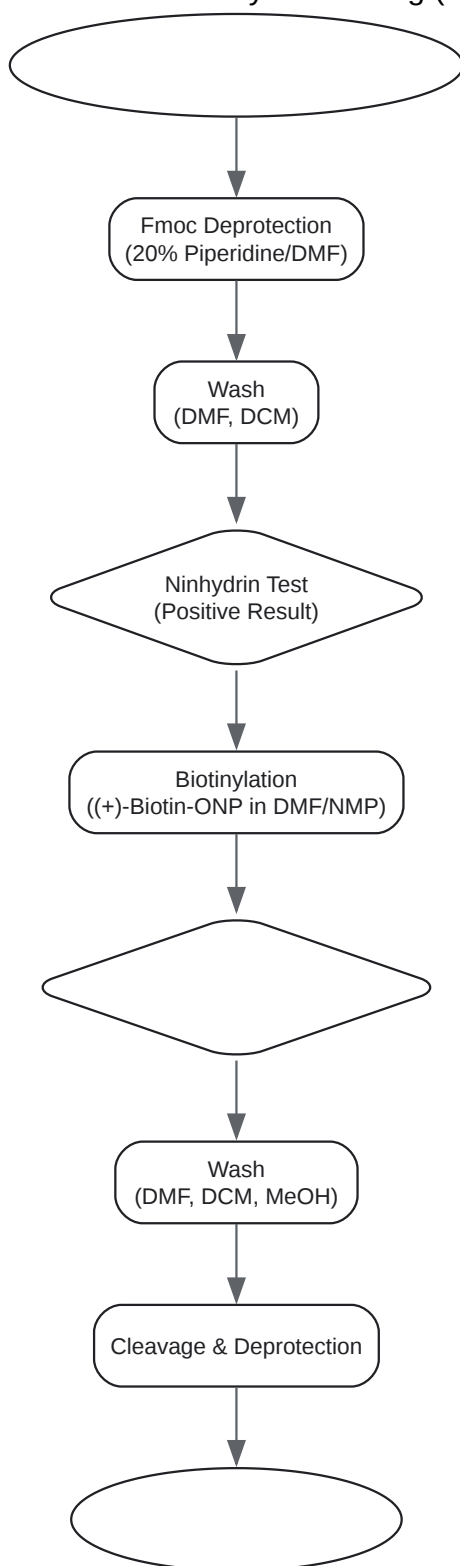 Fmoc Deprotection
(20% Piperidine/DMF)
Wash
(DMF, DCM)
Ninhydrin Test
(Positive Result)
Biotinylation
((+)-Biotin-ONP in DMF/NMP)
Wash
(DMF, DCM, MeOH)
Cleavage & Deprotection